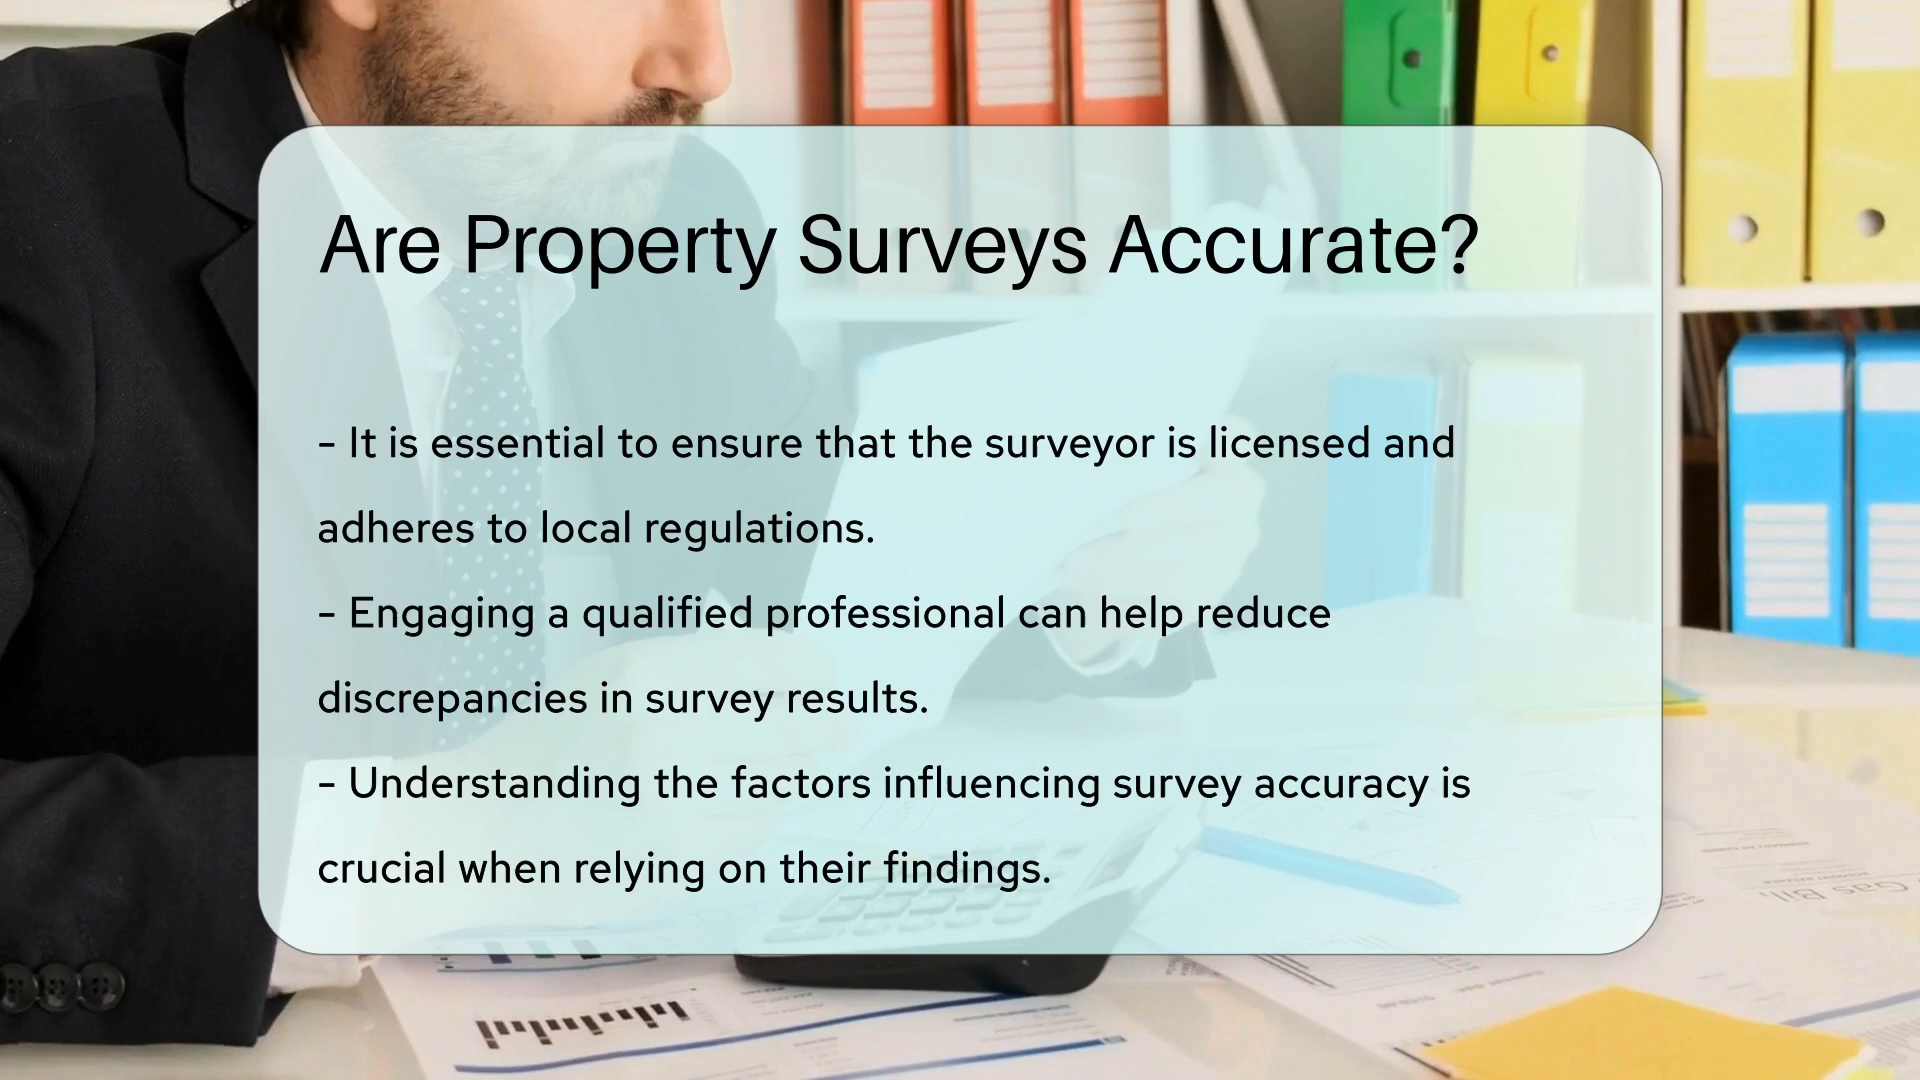 Are Property Surveys Accurate?
- It is essential to ensure that the surveyor is licensed and
adheres to local regulations.
- Engaging a qualified professional can help reduce
discrepancies in survey results.
- Understanding the factors influencing survey accuracy is
crucial when relying on their findings.
Gas Bill